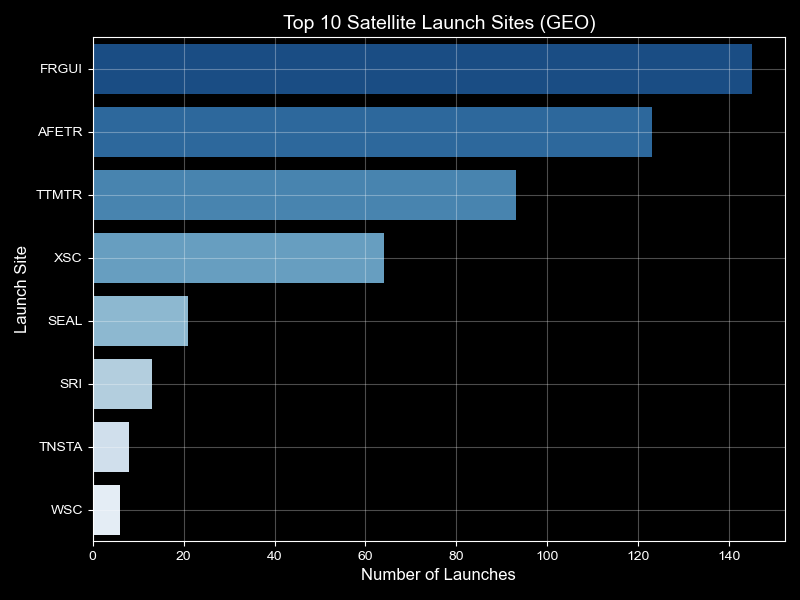 Top 10 Satellite Launch Sites (GEO)
Launch Site
FRGUI
AFETR
TTMTR
XSC
SEAL
SRI
TNSTA
WSC
0 20 40 60 80 100 120 140
Number of Launches